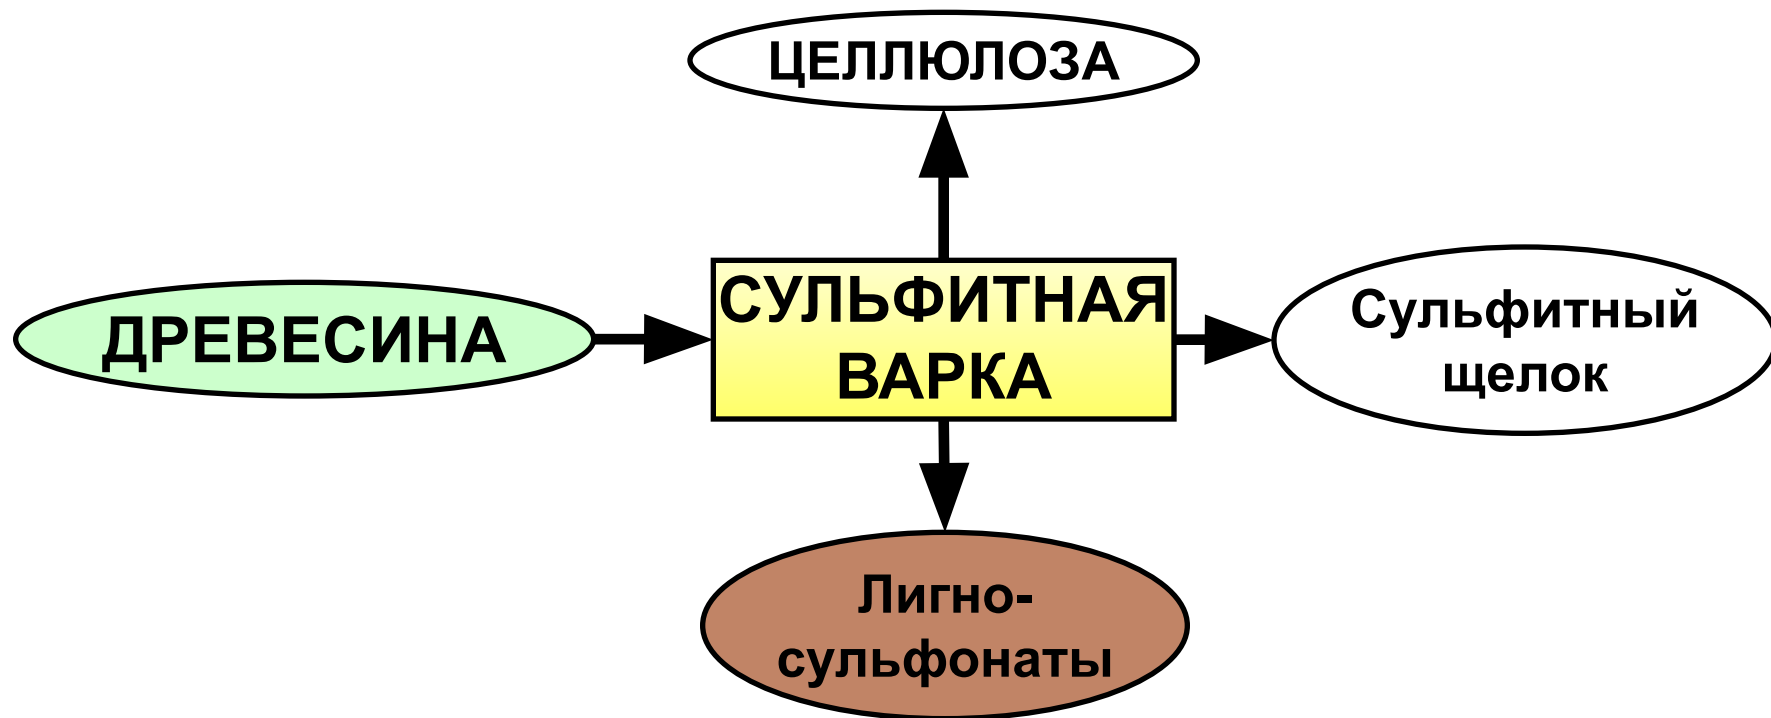 ЦЕЛЛЮЛОЗА
ДРЕВЕСИНА
СУЛЬФИТНАЯ
ВАРКА
Сульфитный
щелок
Лигно-
сульфонаты